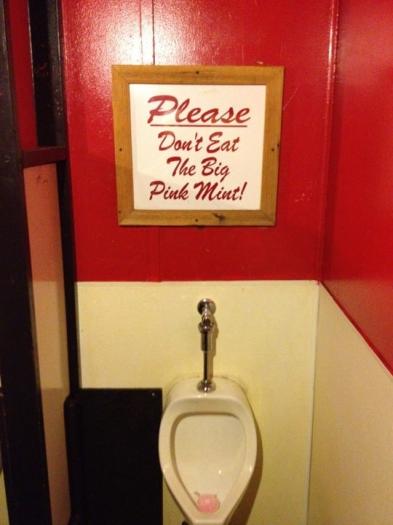 Please
Don't Eat
The Big
Pink Mint!